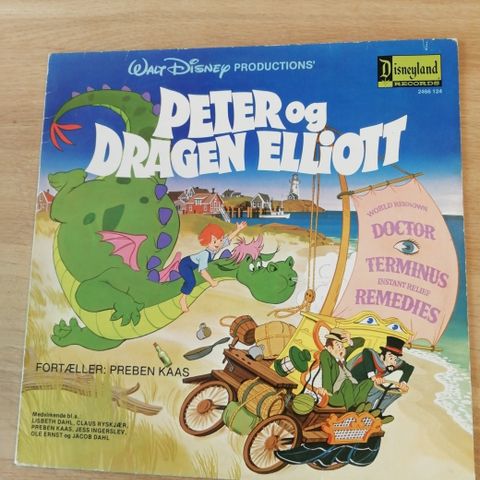 WALT DISNEY PRODUCTIONS'
Disneyland
RECORDS
2466 124
PETER og
DRAGEN ELLiOTT
WORLD RENOWN
DOCTOR
TERMINUS
INSTANT RELIEF
REMEDIES
FORTÆLLER: PREBEN KAAS
Medvirkende bl.a.:
LISBETH DAHL, CLAUS RYSKJÆR,
PREBEN KAAS, JESS INGERSLEV,
OLE ERNST og JACOB DAHL